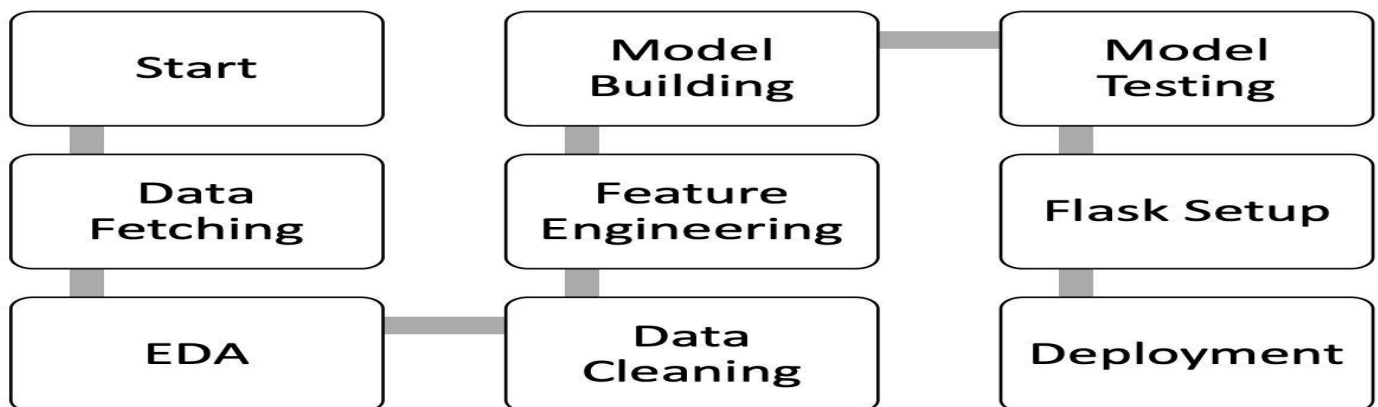 Start
Data
Fetching
EDA
Data
Cleaning
Feature
Engineering
Model
Building
Model
Testing
Flask Setup
Deployment